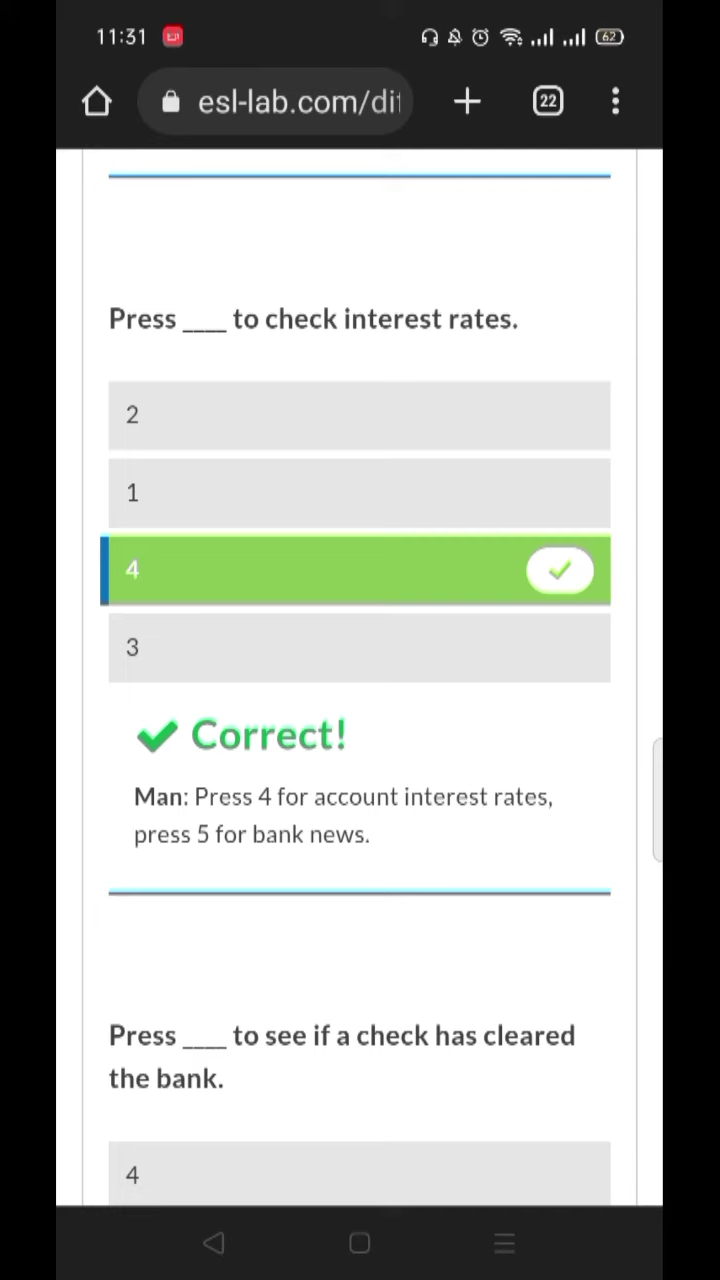 11:31
62
esl-lab.com/dif
22
Press ____ to check interest rates.
2
1
4
3
Correct!
Man: Press 4 for account interest rates,
press 5 for bank news.
Press ____ to see if a check has cleared
the bank.
4